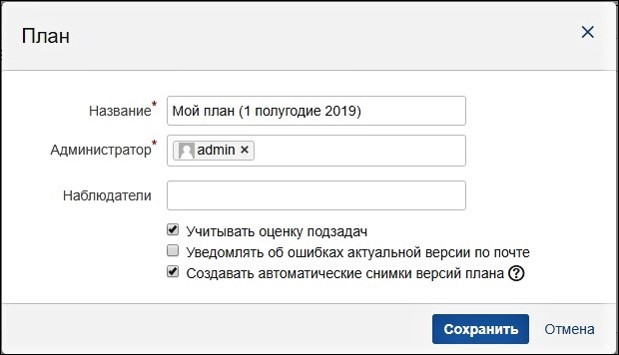 План
Название* Мой план (1 полугодие 2019)
Администратор* admin ×
Наблюдатели
Учитывать оценку подзадач
Уведомлять об ошибках актуальной версии по почте
Создавать автоматические снимки версий плана ?
Сохранить Отмена